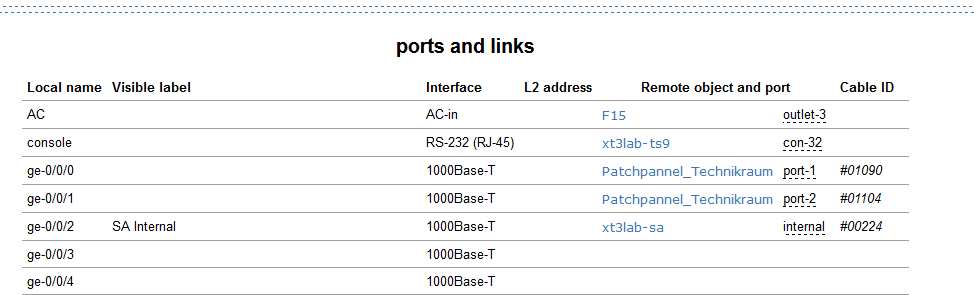 ports and links
Local name Visible label Interface L2 address Remote object and port Cable ID
AC AC-in F15 outlet-3
console RS-232 (RJ-45) xt3lab-ts9 con-32
ge-0/0/0 1000Base-T Patchpannel_Technikraum port-1 #01090
ge-0/0/1 1000Base-T Patchpannel_Technikraum port-2 #01104
ge-0/0/2 SA Internal 1000Base-T xt3lab-sa internal #00224
ge-0/0/3 1000Base-T
ge-0/0/4 1000Base-T